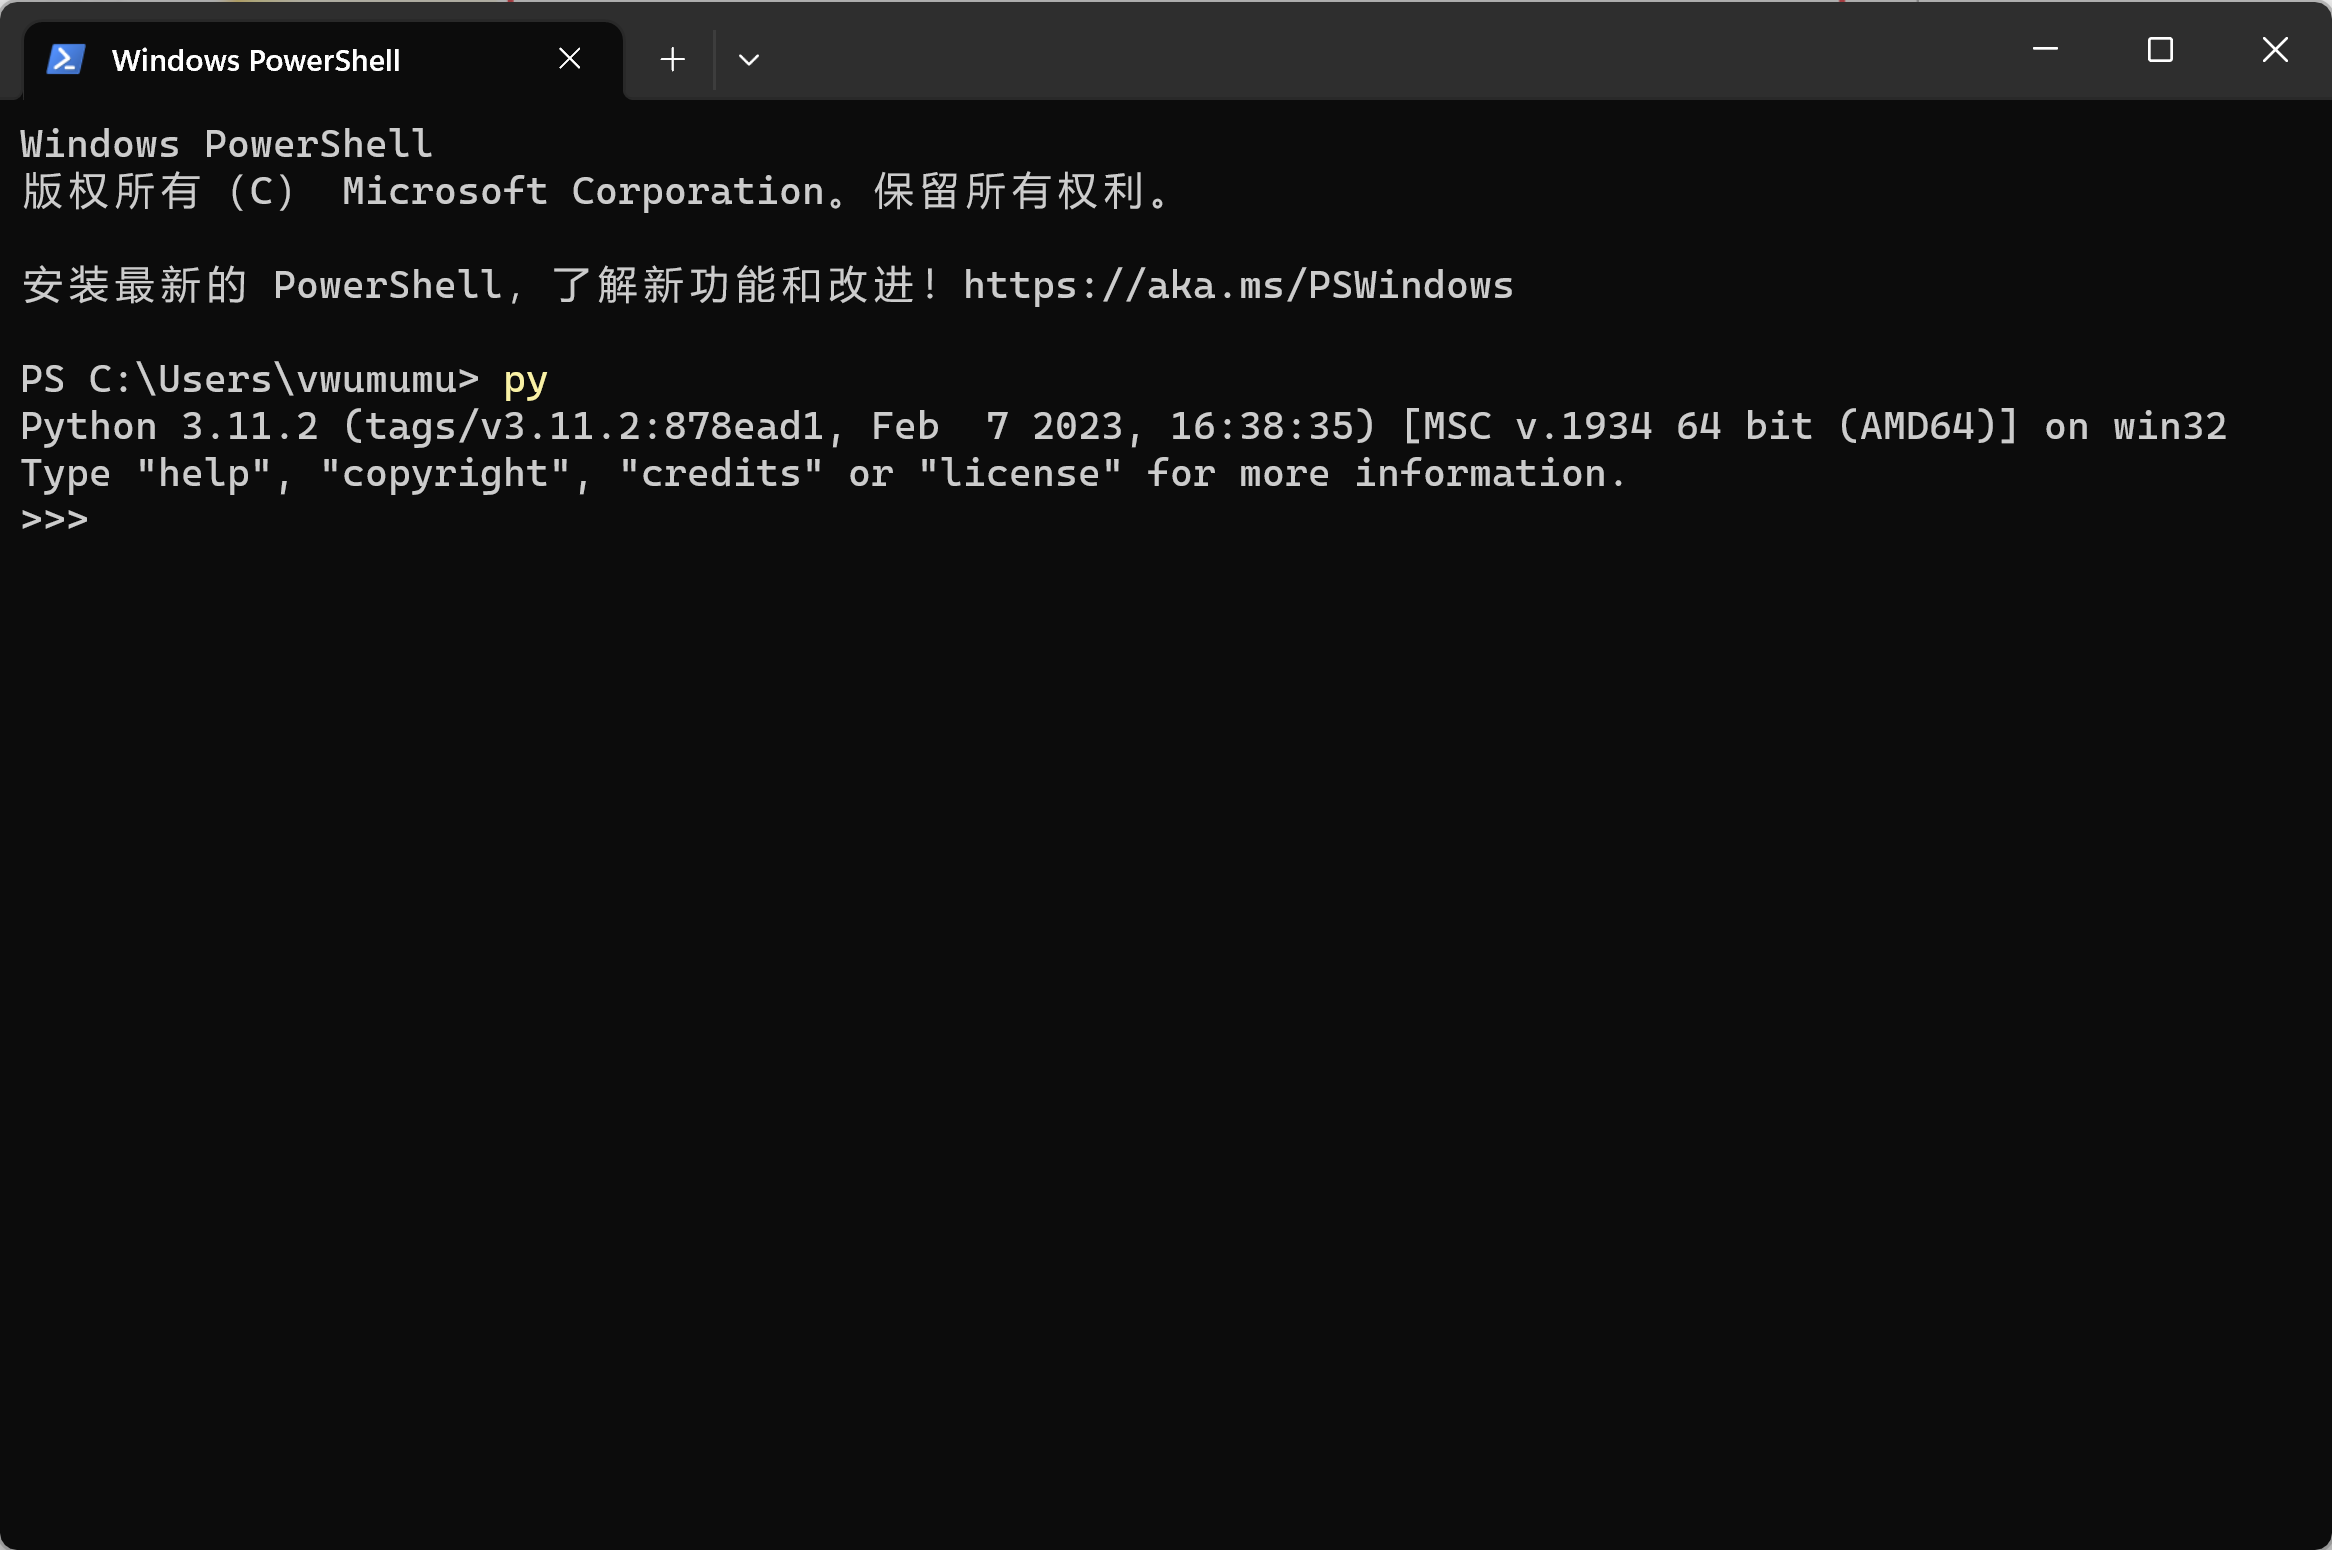 Windows PowerShell
Windows PowerShell
版权所有（C） Microsoft Corporation。保留所有权利。
安装最新的 PowerShell，了解新功能和改进！https://aka.ms/PSWindows
PS C:\Users\vwumumu> py
Python 3.11.2 (tags/v3.11.2:878ead1, Feb  7 2023, 16:38:35) [MSC v.1934 64 bit (AMD64)] on win32
Type "help", "copyright", "credits" or "license" for more information.
>>>